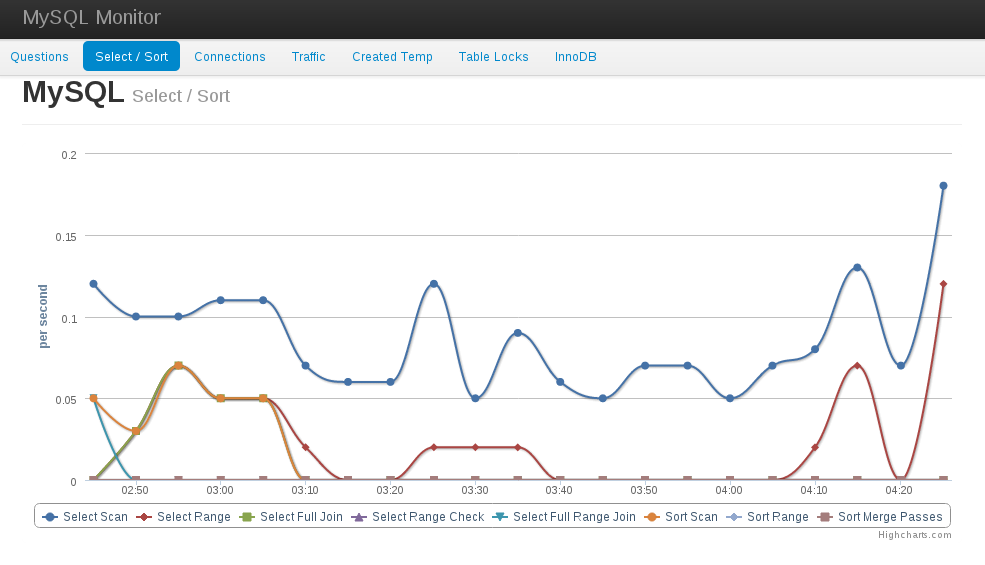 MySQL Monitor
Questions Select / Sort Connections Traffic Created Temp Table Locks InnoDB
MySQL Select / Sort
0.2
0.15
0.1
0.05
0
per second
02:50 03:00 03:10 03:20 03:30 03:40 03:50 04:00 04:10 04:20
Select Scan Select Range Select Full Join Select Range Check Select Full Range Join Sort Scan Sort Range Sort Merge Passes
Highcharts.com